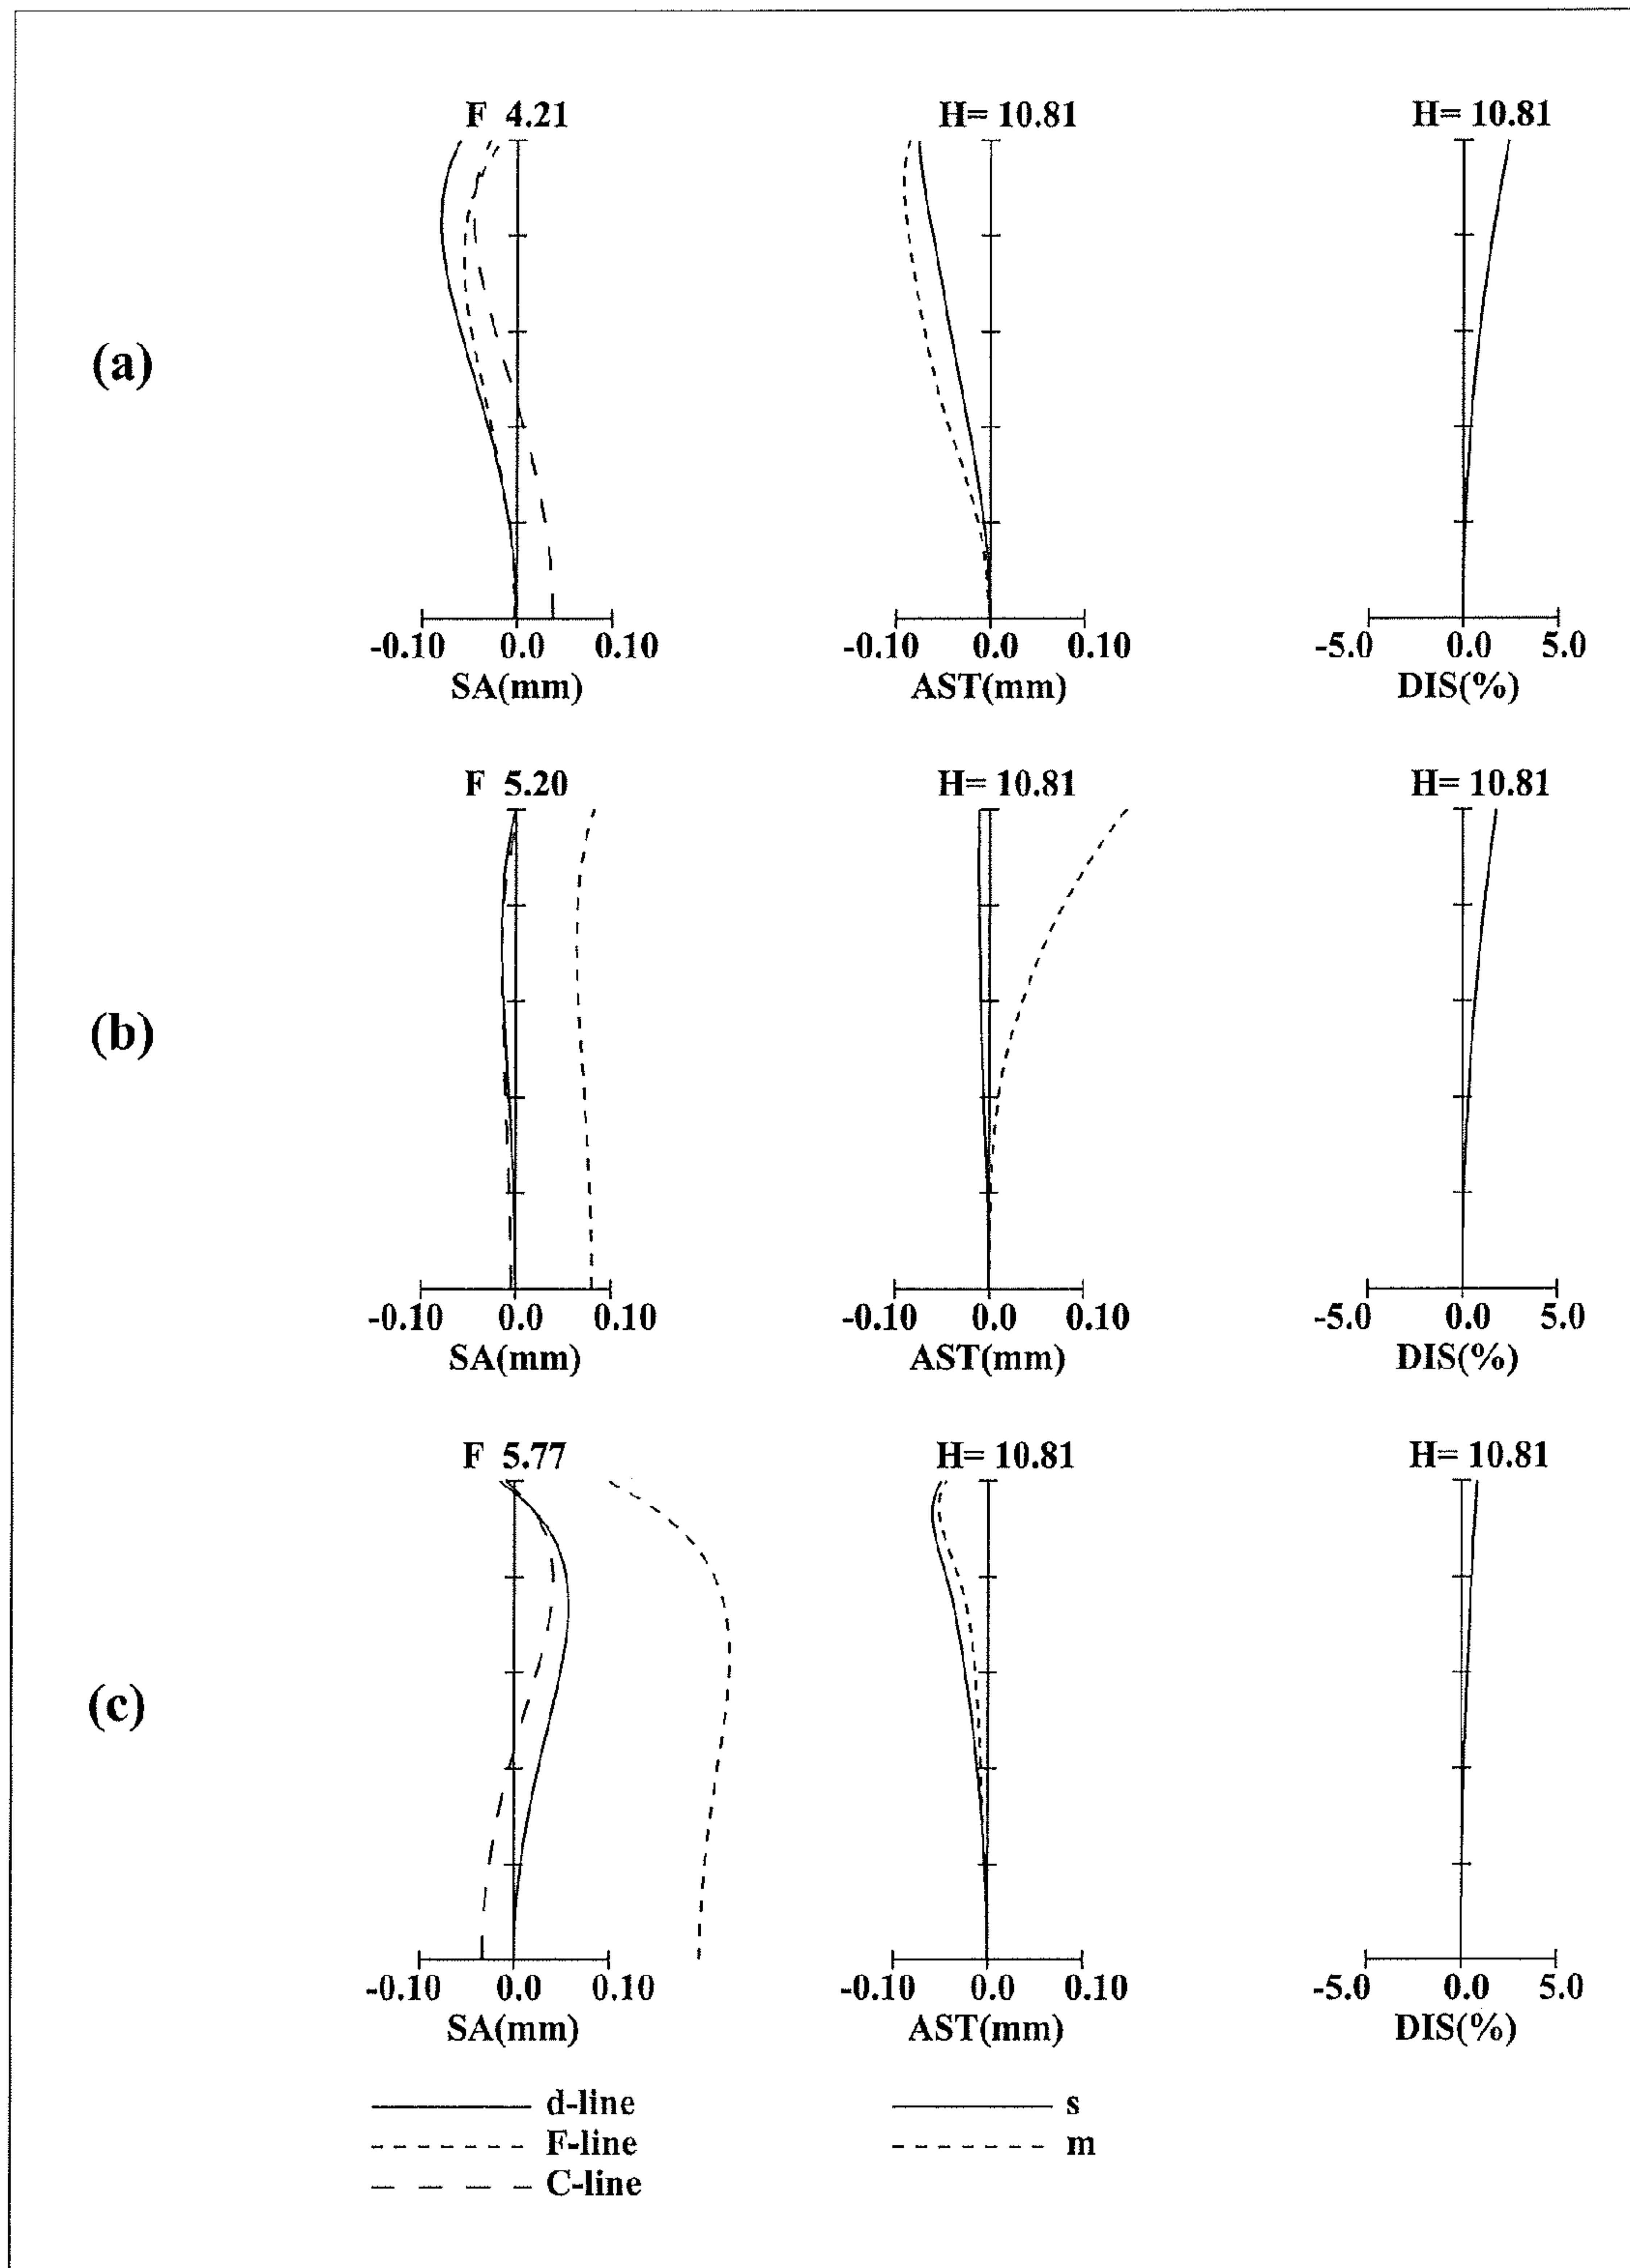 F 4.21 H= 10.81 H= 10.81
(a)
-0.10 0.0 0.10 -0.10 0.0 0.10 -5.0 0.0 5.0
SA(mm) AST(mm) DIS(%)
F 5.20 H= 10.81 H= 10.81
(b)
-0.10 0.0 0.10 -0.10 0.0 0.10 -5.0 0.0 5.0
SA(mm) AST(mm) DIS(%)
F 5.77 H= 10.81 H= 10.81
(c)
-0.10 0.0 0.10 -0.10 0.0 0.10 -5.0 0.0 5.0
SA(mm) AST(mm) DIS(%)
d-line s
F-line m
C-line